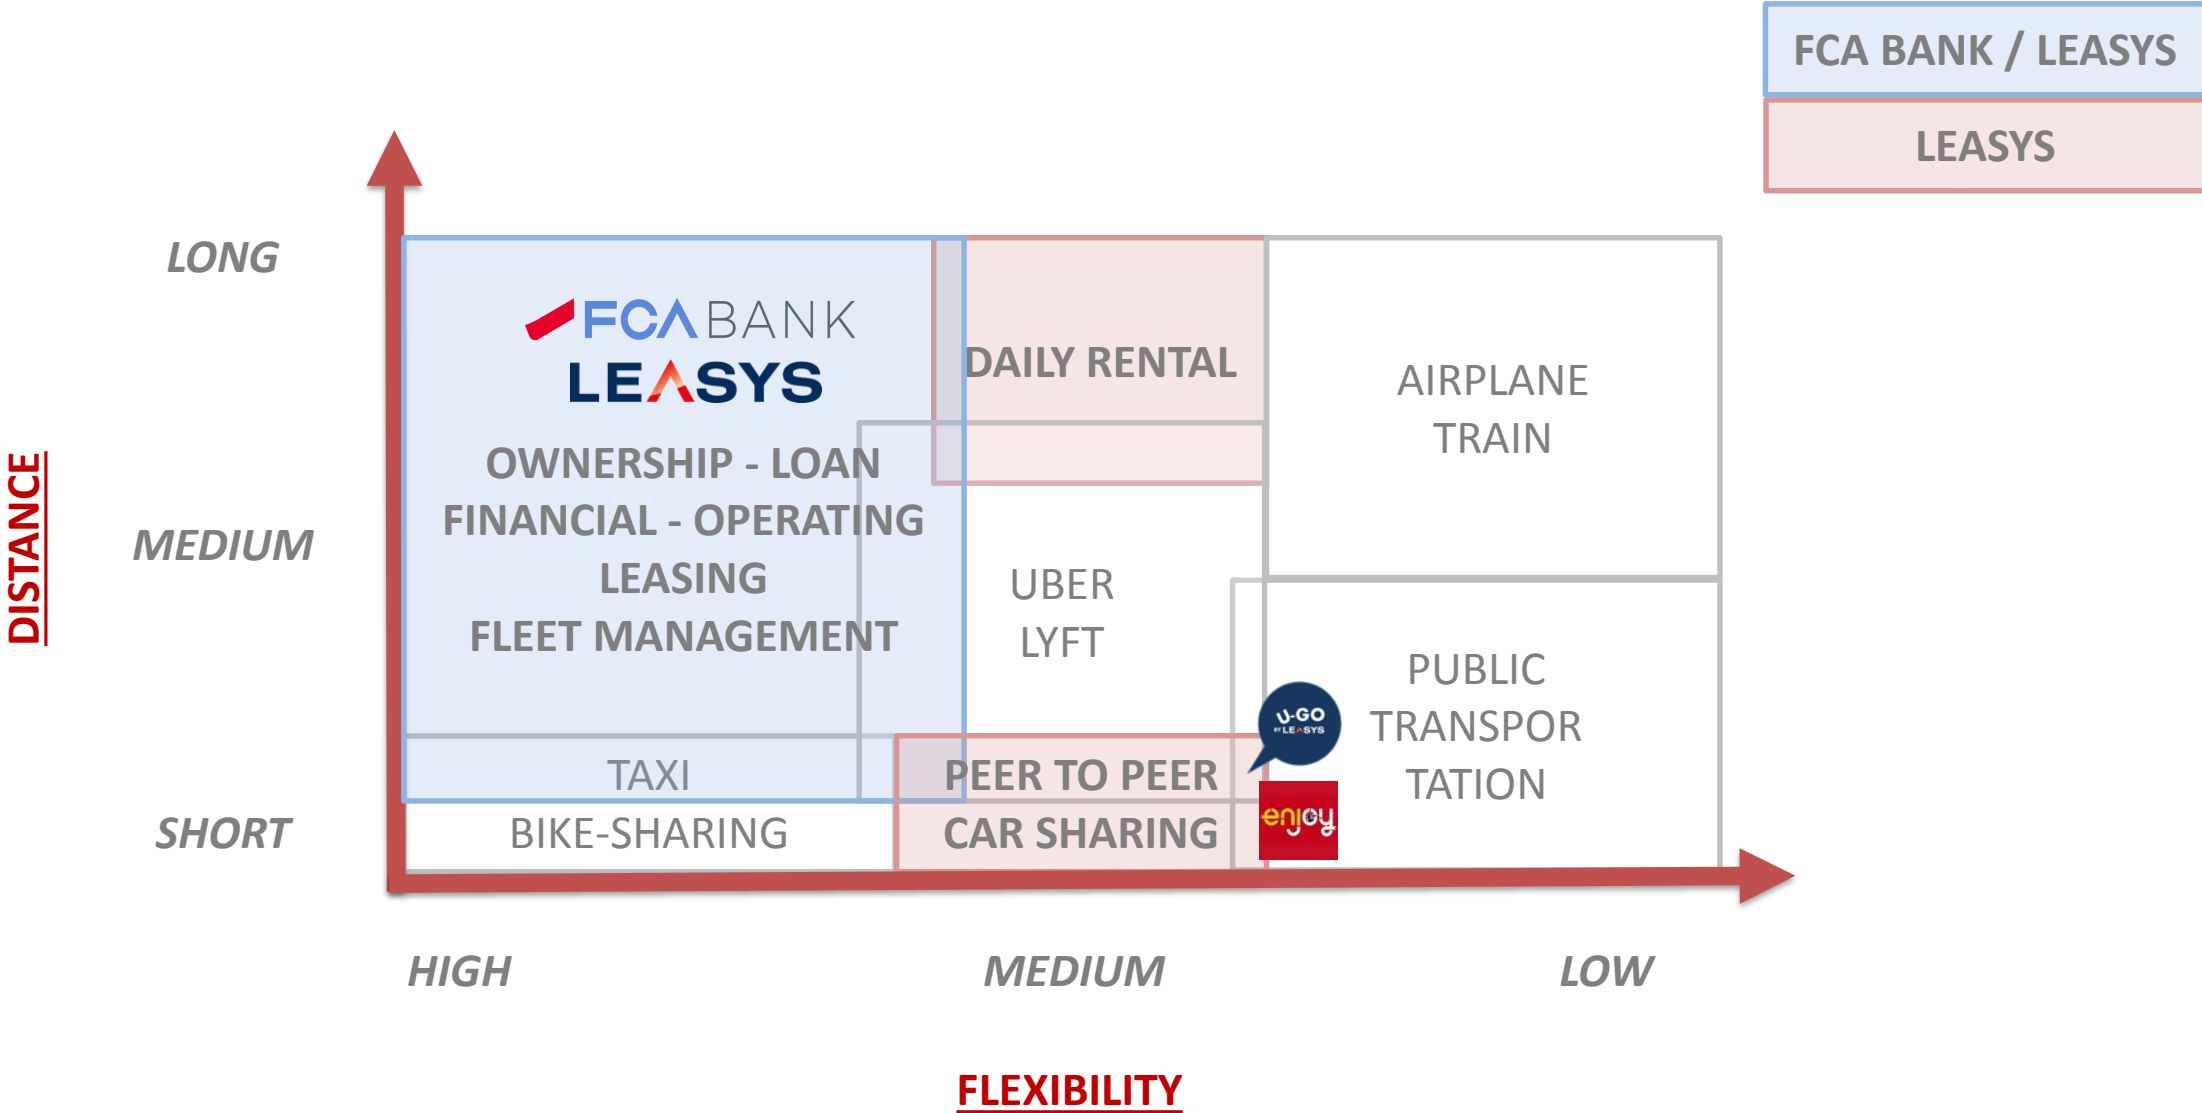 FCA BANK / LEASYS
LEASYS
LONG
FCA BANK
LEASYS
DAILY RENTAL
AIRPLANE
TRAIN
OWNERSHIP - LOAN
FINANCIAL - OPERATING
LEASING
FLEET MANAGEMENT
DISTANCE
MEDIUM
UBER
LYFT
PUBLIC
TRANSPOR
TATION
U-GO
BY LEASYS
TAXI
PEER TO PEER
SHORT
BIKE-SHARING
CAR SHARING
enjoy
HIGH
MEDIUM
LOW
FLEXIBILITY